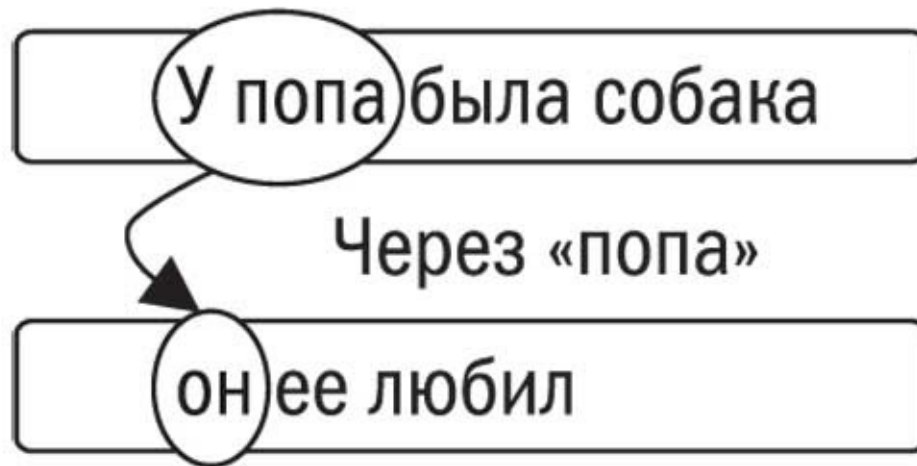 У попа была собака
Через «попа»
он ее любил